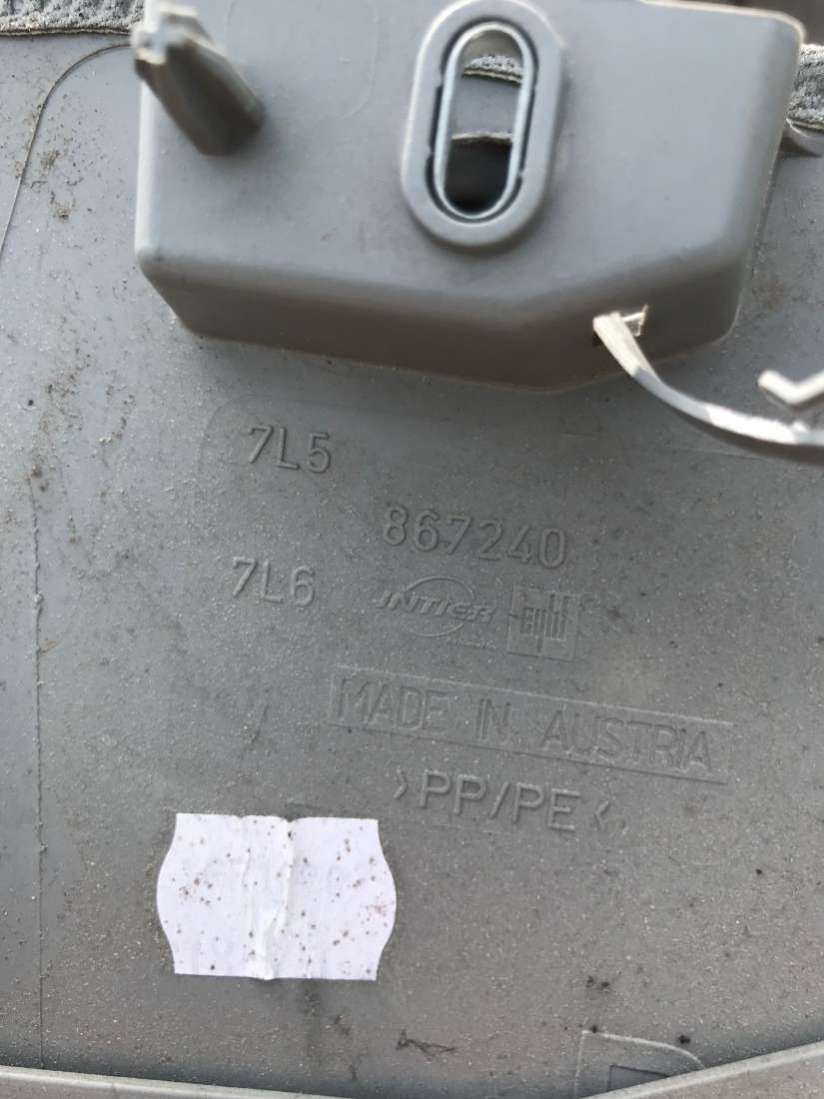 7L5
867240
7L6 INTIER
MADE IN AUSTRIA
>PP/PE<